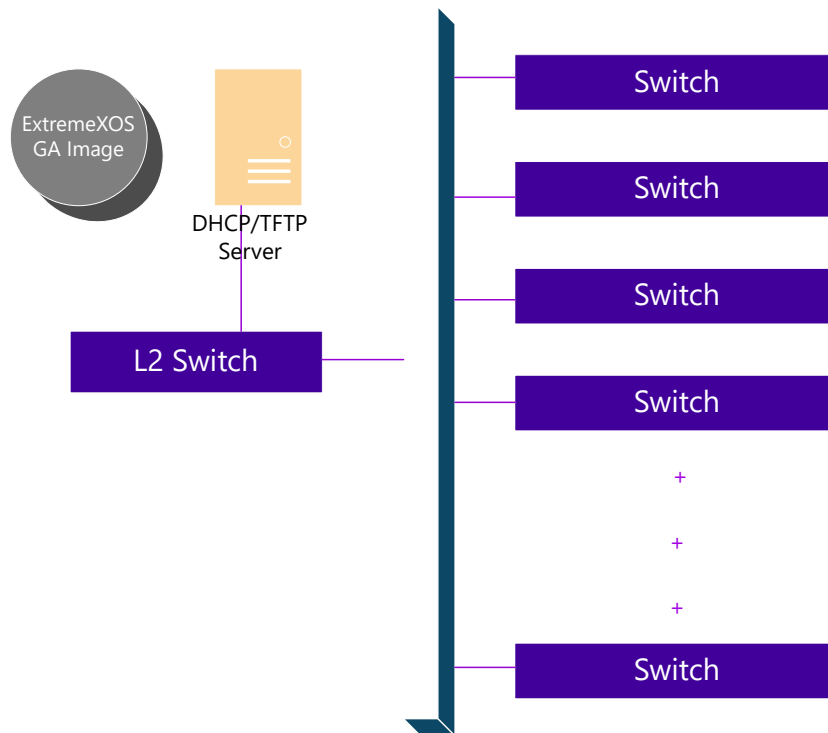 ExtremeXOS
GA Image
DHCP/TFTP
Server
L2 Switch
Switch
Switch
Switch
Switch
+
+
+
Switch